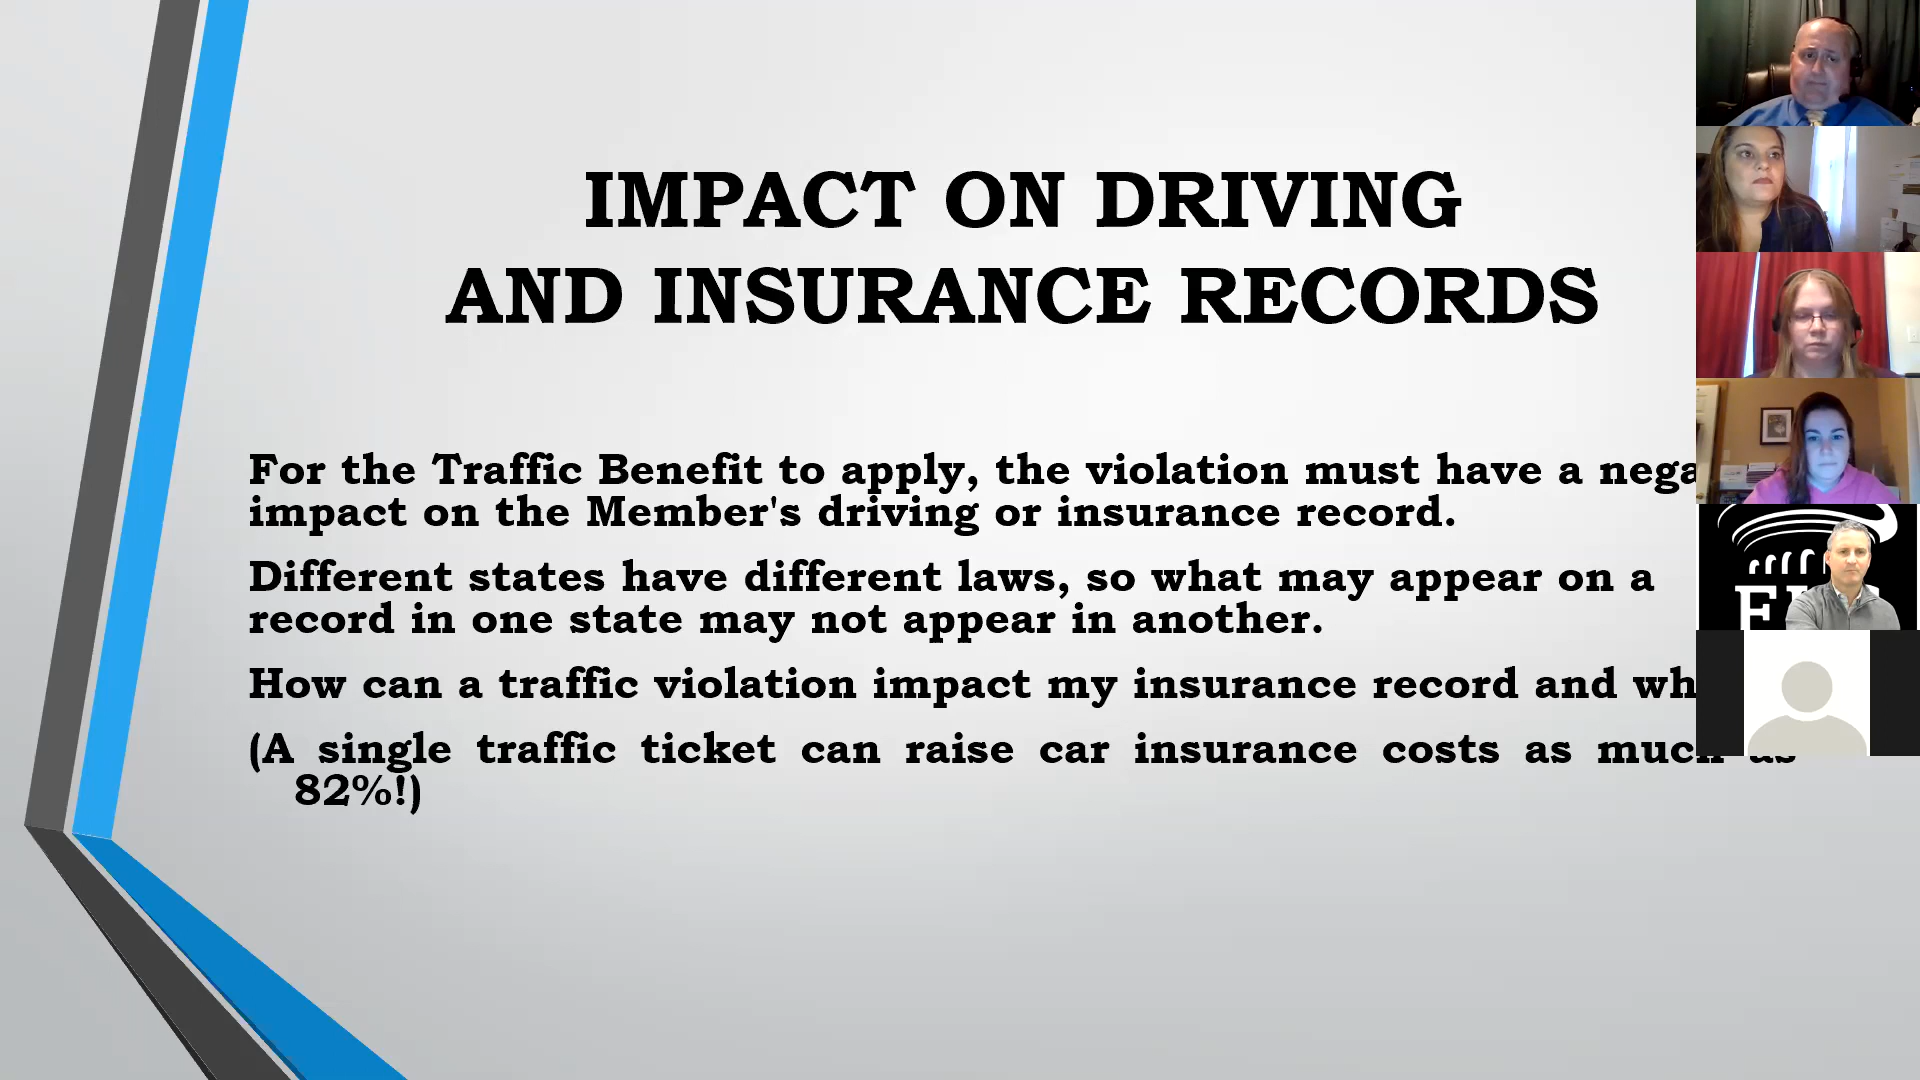 IMPACT ON DRIVING
AND INSURANCE RECORDS
For the Traffic Benefit to apply, the violation must have a
impact on the Member's driving or insurance record.
Different states have different laws, so what may appear on a
record in one state may not appear in another.
How can a traffic violation impact my insurance record and
(A single traffic ticket can raise car insurance costs as much as
82%!)